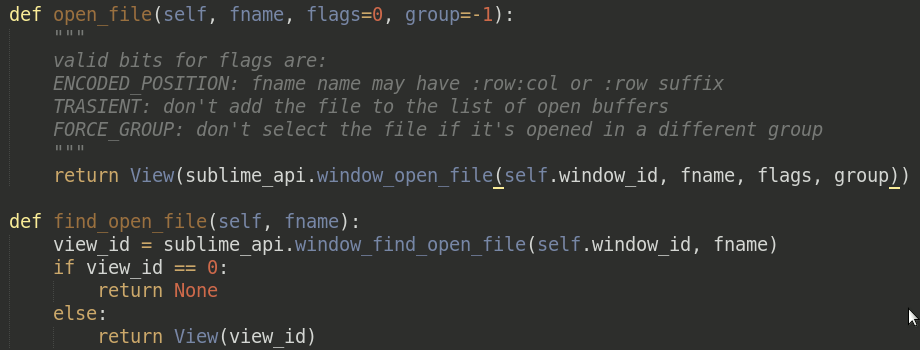 def open_file(self, fname, flags=0, group=-1):
    """
    valid bits for flags are:
    ENCODED_POSITION: fname name may have :row:col or :row suffix
    TRASIENT: don't add the file to the list of open buffers
    FORCE_GROUP: don't select the file if it's opened in a different group
    """
    return View(sublime_api.window_open_file(self.window_id, fname, flags, group))

def find_open_file(self, fname):
    view_id = sublime_api.window_find_open_file(self.window_id, fname)
    if view_id == 0:
        return None
    else:
        return View(view_id)